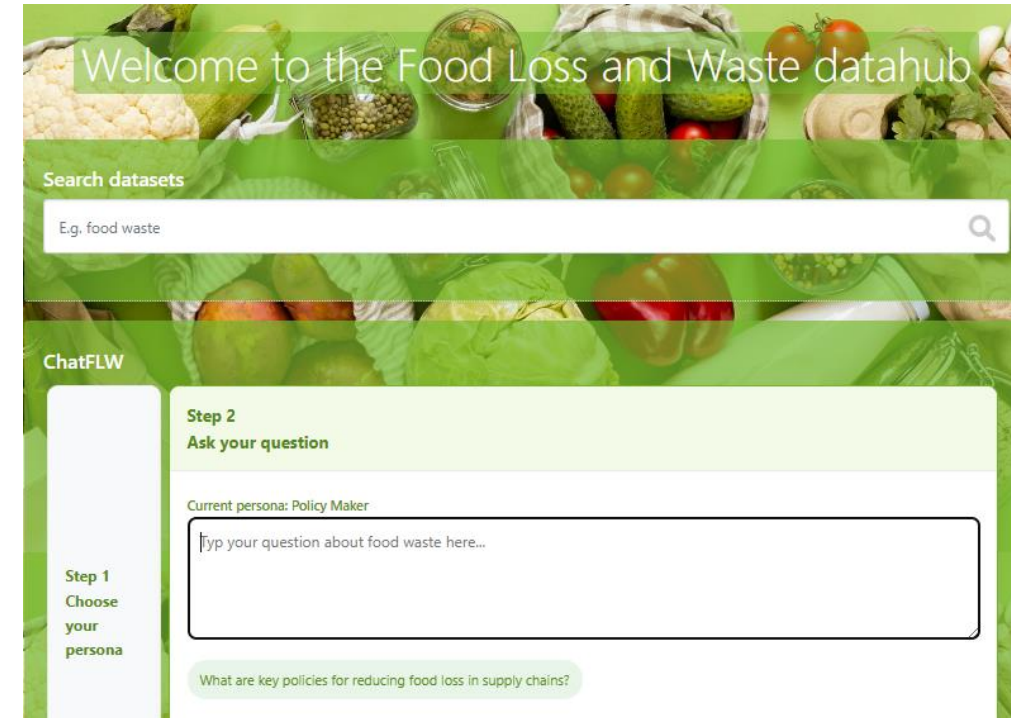 Welcome to the Food Loss and Waste datahub
Search datasets
E.g. food waste
ChatFLW
Step 1
Choose
your
persona
Step 2
Ask your question
Current persona: Policy Maker
Typ your question about food waste here...
What are key policies for reducing food loss in supply chains?